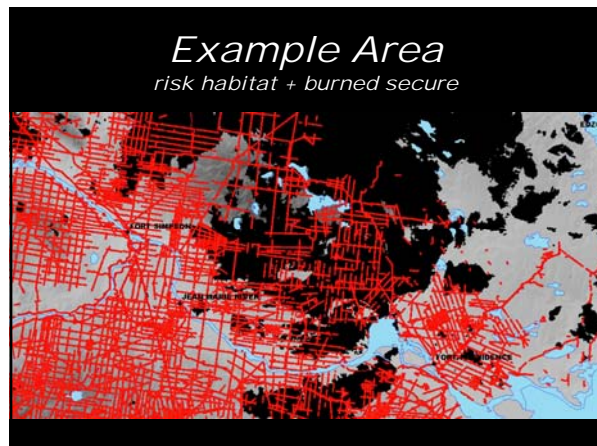 Example Area
risk habitat + burned secure
FORT SIMPSON
JEAN MARIE RIVER
FORT PROVIDENCE